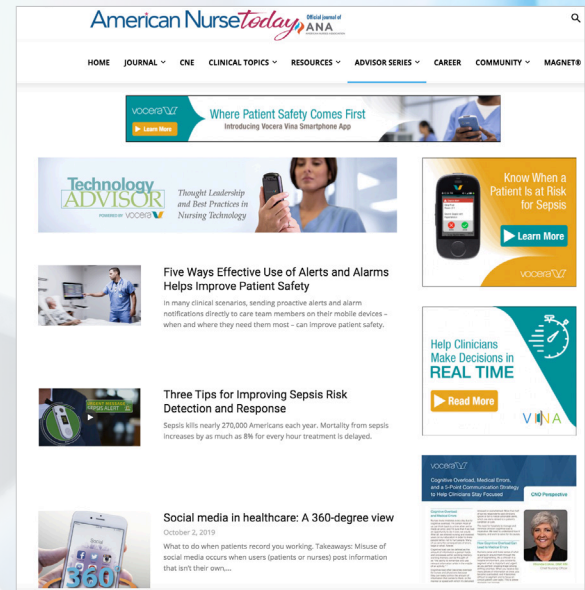 American Nurse Today
Official journal of
ANA
HOME JOURNAL CNE CLINICAL TOPICS RESOURCES ADVISOR SERIES CAREER COMMUNITY MAGNET®
vocera
Learn More
Where Patient Safety Comes First
Introducing Vocera Vina Smartphone App
Technology
ADVISOR
POWERED BY vocera
Thought Leadership
and Best Practices in
Nursing Technology
Know When a
Patient Is at Risk
for Sepsis
Learn More
vocera
Five Ways Effective Use of Alerts and Alarms
Helps Improve Patient Safety
In many clinical scenarios, sending proactive alerts and alarm
notifications directly to care team members on their mobile devices –
when and where they need them most – can improve patient safety.
Help Clinicians
Make Decisions in
REAL TIME
Read More
VINA
URGENT MESSAGE
SEPSIS ALERT
Three Tips for Improving Sepsis Risk
Detection and Response
Sepsis kills nearly 270,000 Americans each year. Mortality from sepsis
increases by as much as 8% for every hour treatment is delayed.
vocera
Cognitive Overload, Medical Errors,
and a 5-Point Communication Strategy
to Help Clinicians Stay Focused
CNO Perspective
360
Social media in healthcare: A 360-degree view
October 2, 2019
What to do when patients record you working. Takeaways: Misuse of
social media occurs when users (patients or nurses) post information
that isn't their own,...